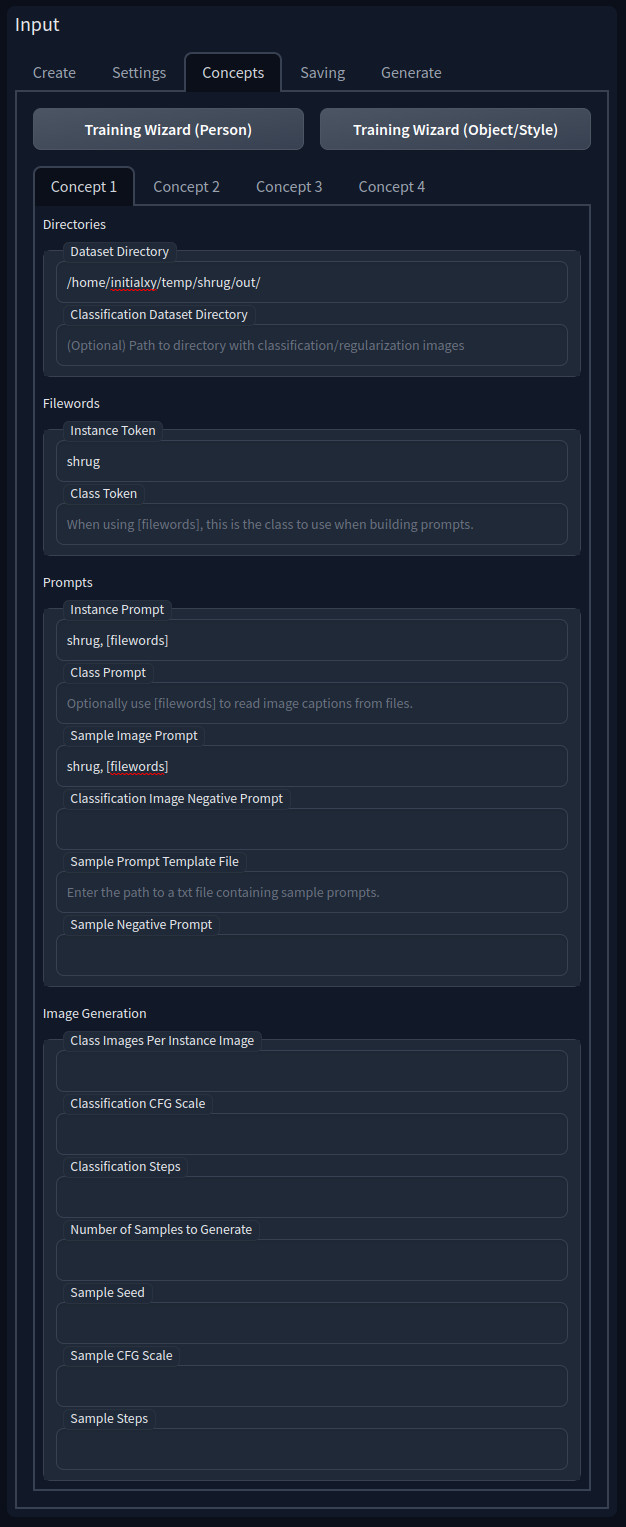 Input
Create Settings Concepts Saving Generate
Training Wizard (Person) Training Wizard (Object/Style)
Concept 1 Concept 2 Concept 3 Concept 4
Directories
Dataset Directory
/home/initialxy/temp/shrug/out/
Classification Dataset Directory
(Optional) Path to directory with classification/regularization images
Filewords
Instance Token
shrug
Class Token
When using [filewords], this is the class to use when building prompts.
Prompts
Instance Prompt
shrug, [filewords]
Class Prompt
Optionally use [filewords] to read image captions from files.
Sample Image Prompt
shrug, [filewords]
Classification Image Negative Prompt
Sample Prompt Template File
Enter the path to a txt file containing sample prompts.
Sample Negative Prompt
Image Generation
Class Images Per Instance Image
Classification CFG Scale
Classification Steps
Number of Samples to Generate
Sample Seed
Sample CFG Scale
Sample Steps